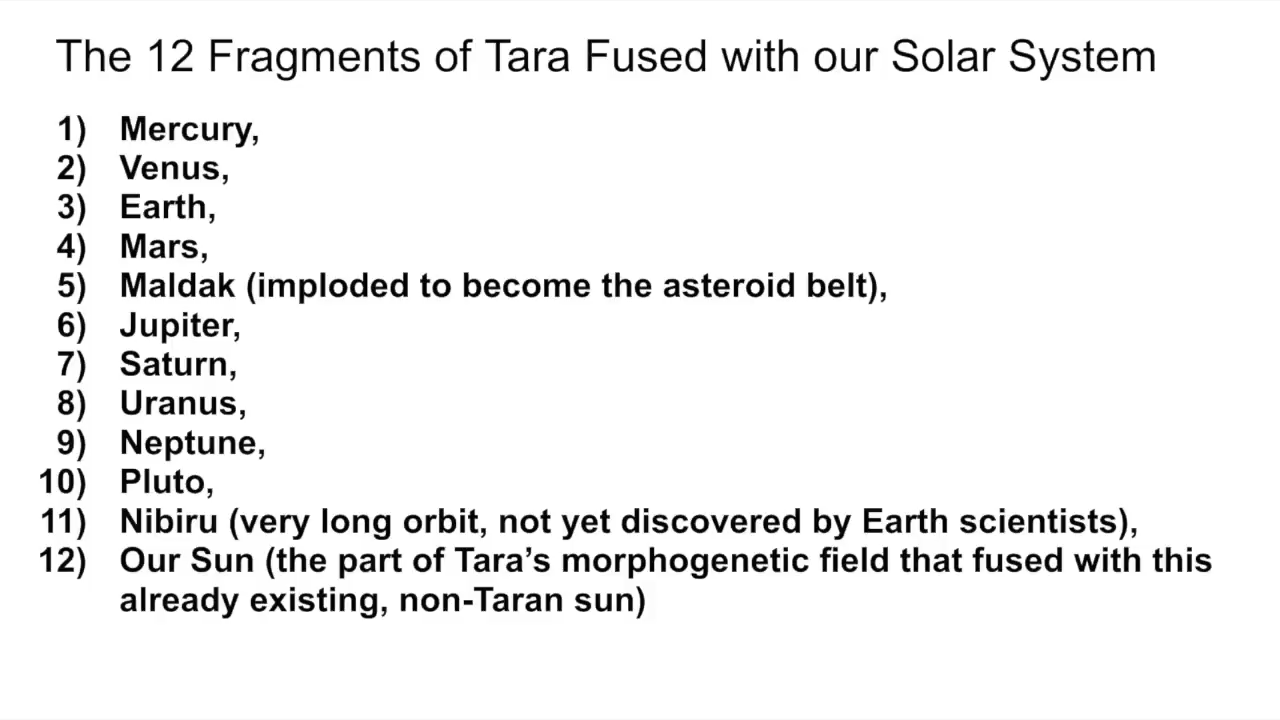 The 12 Fragments of Tara Fused with our Solar System
1) Mercury,
2) Venus,
3) Earth,
4) Mars,
5) Maldak (imploded to become the asteroid belt),
6) Jupiter,
7) Saturn,
8) Uranus,
9) Neptune,
10) Pluto,
11) Nibiru (very long orbit, not yet discovered by Earth scientists),
12) Our Sun (the part of Tara’s morphogenetic field that fused with this
already existing, non-Taran sun)